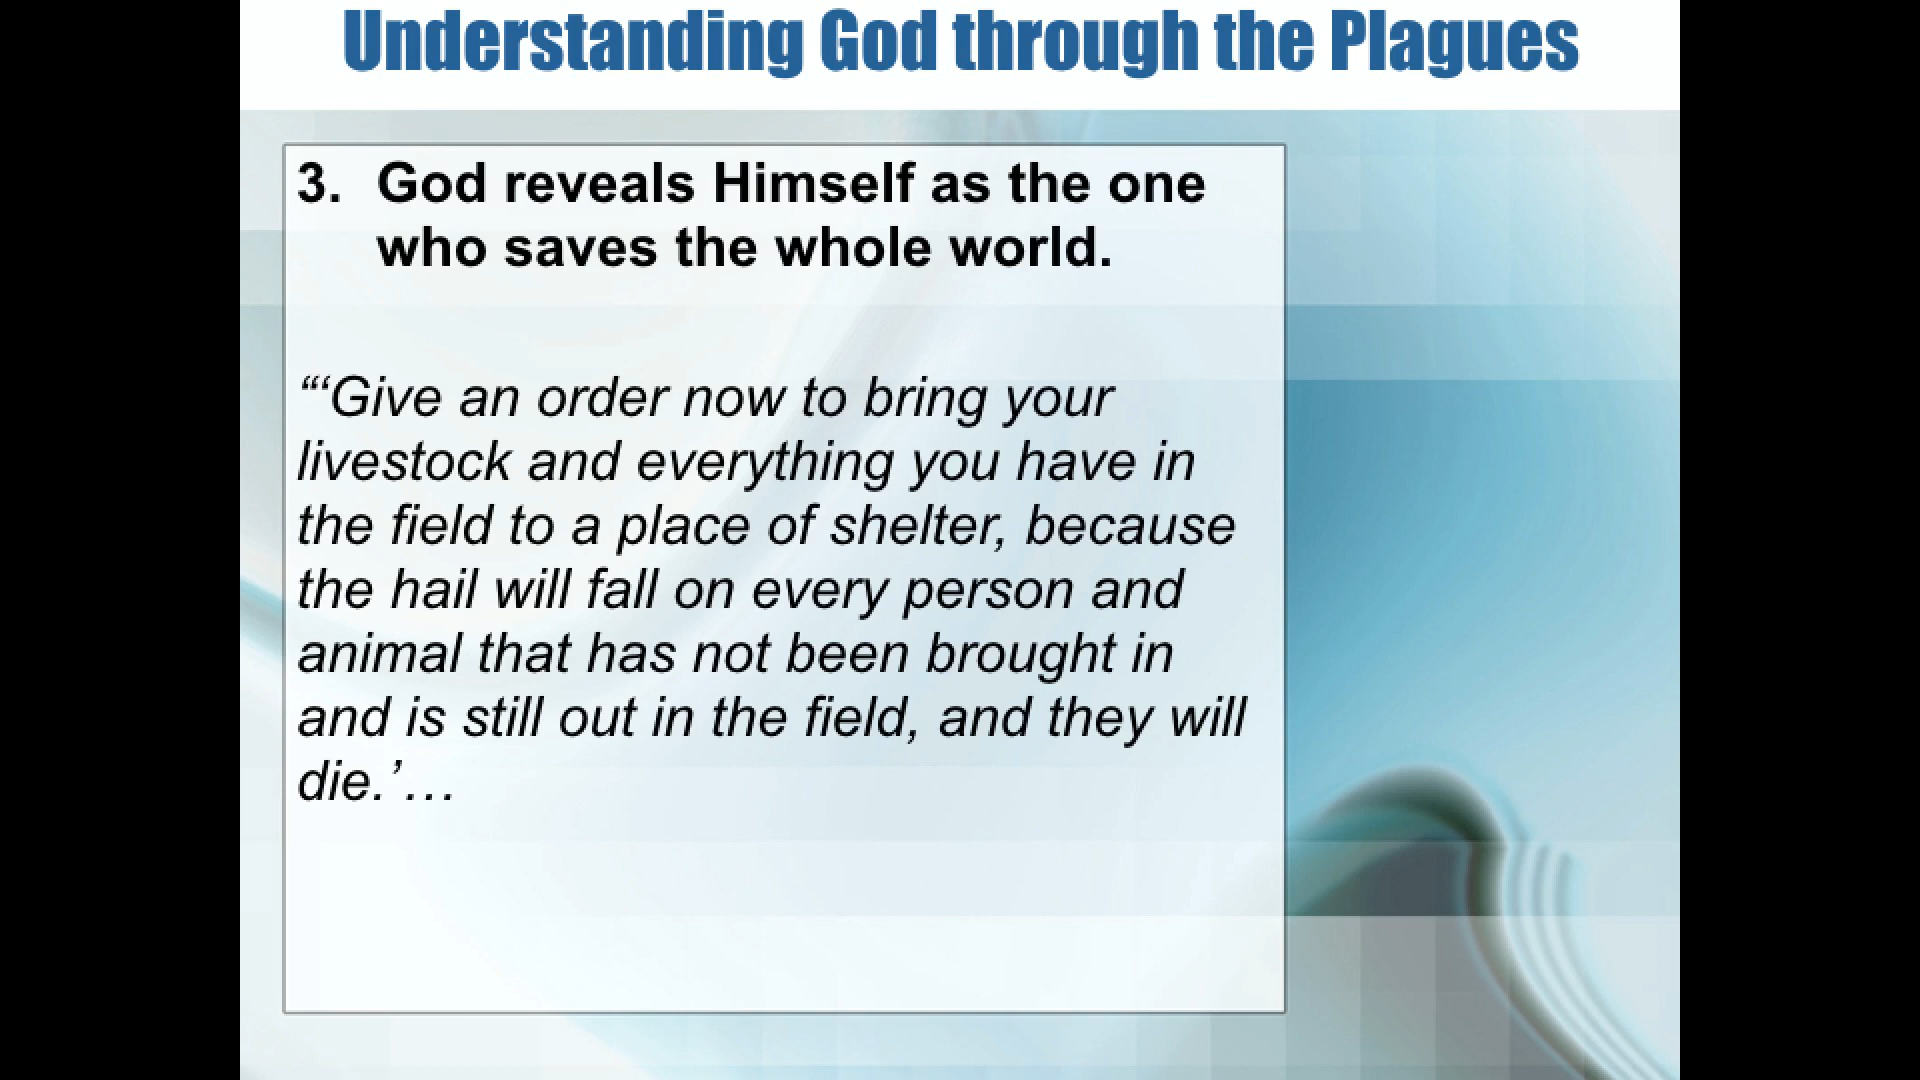 Understanding God through the Plagues
3. God reveals Himself as the one
who saves the whole world.
“‘Give an order now to bring your
livestock and everything you have in
the field to a place of shelter, because
the hail will fall on every person and
animal that has not been brought in
and is still out in the field, and they will
die.’…